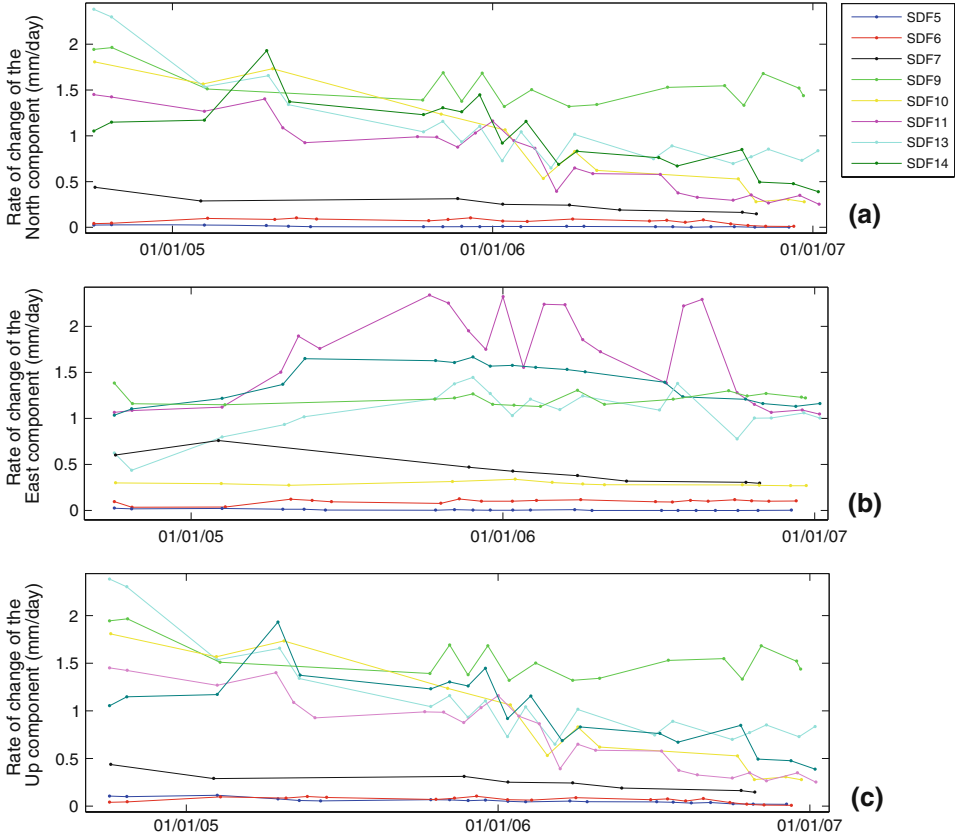 Rate of change of the
North component (mm/day)
2
1.5
1
0.5
0
01/01/05
01/01/06
01/01/07
(a)
SDF5
SDF6
SDF7
SDF9
SDF10
SDF11
SDF13
SDF14
Rate of change of the
East component (mm/day)
2
1.5
1
0.5
0
01/01/05
01/01/06
01/01/07
(b)
Rate of change of the
Up component (mm/day)
2
1.5
1
0.5
0
01/01/05
01/01/06
01/01/07
(c)